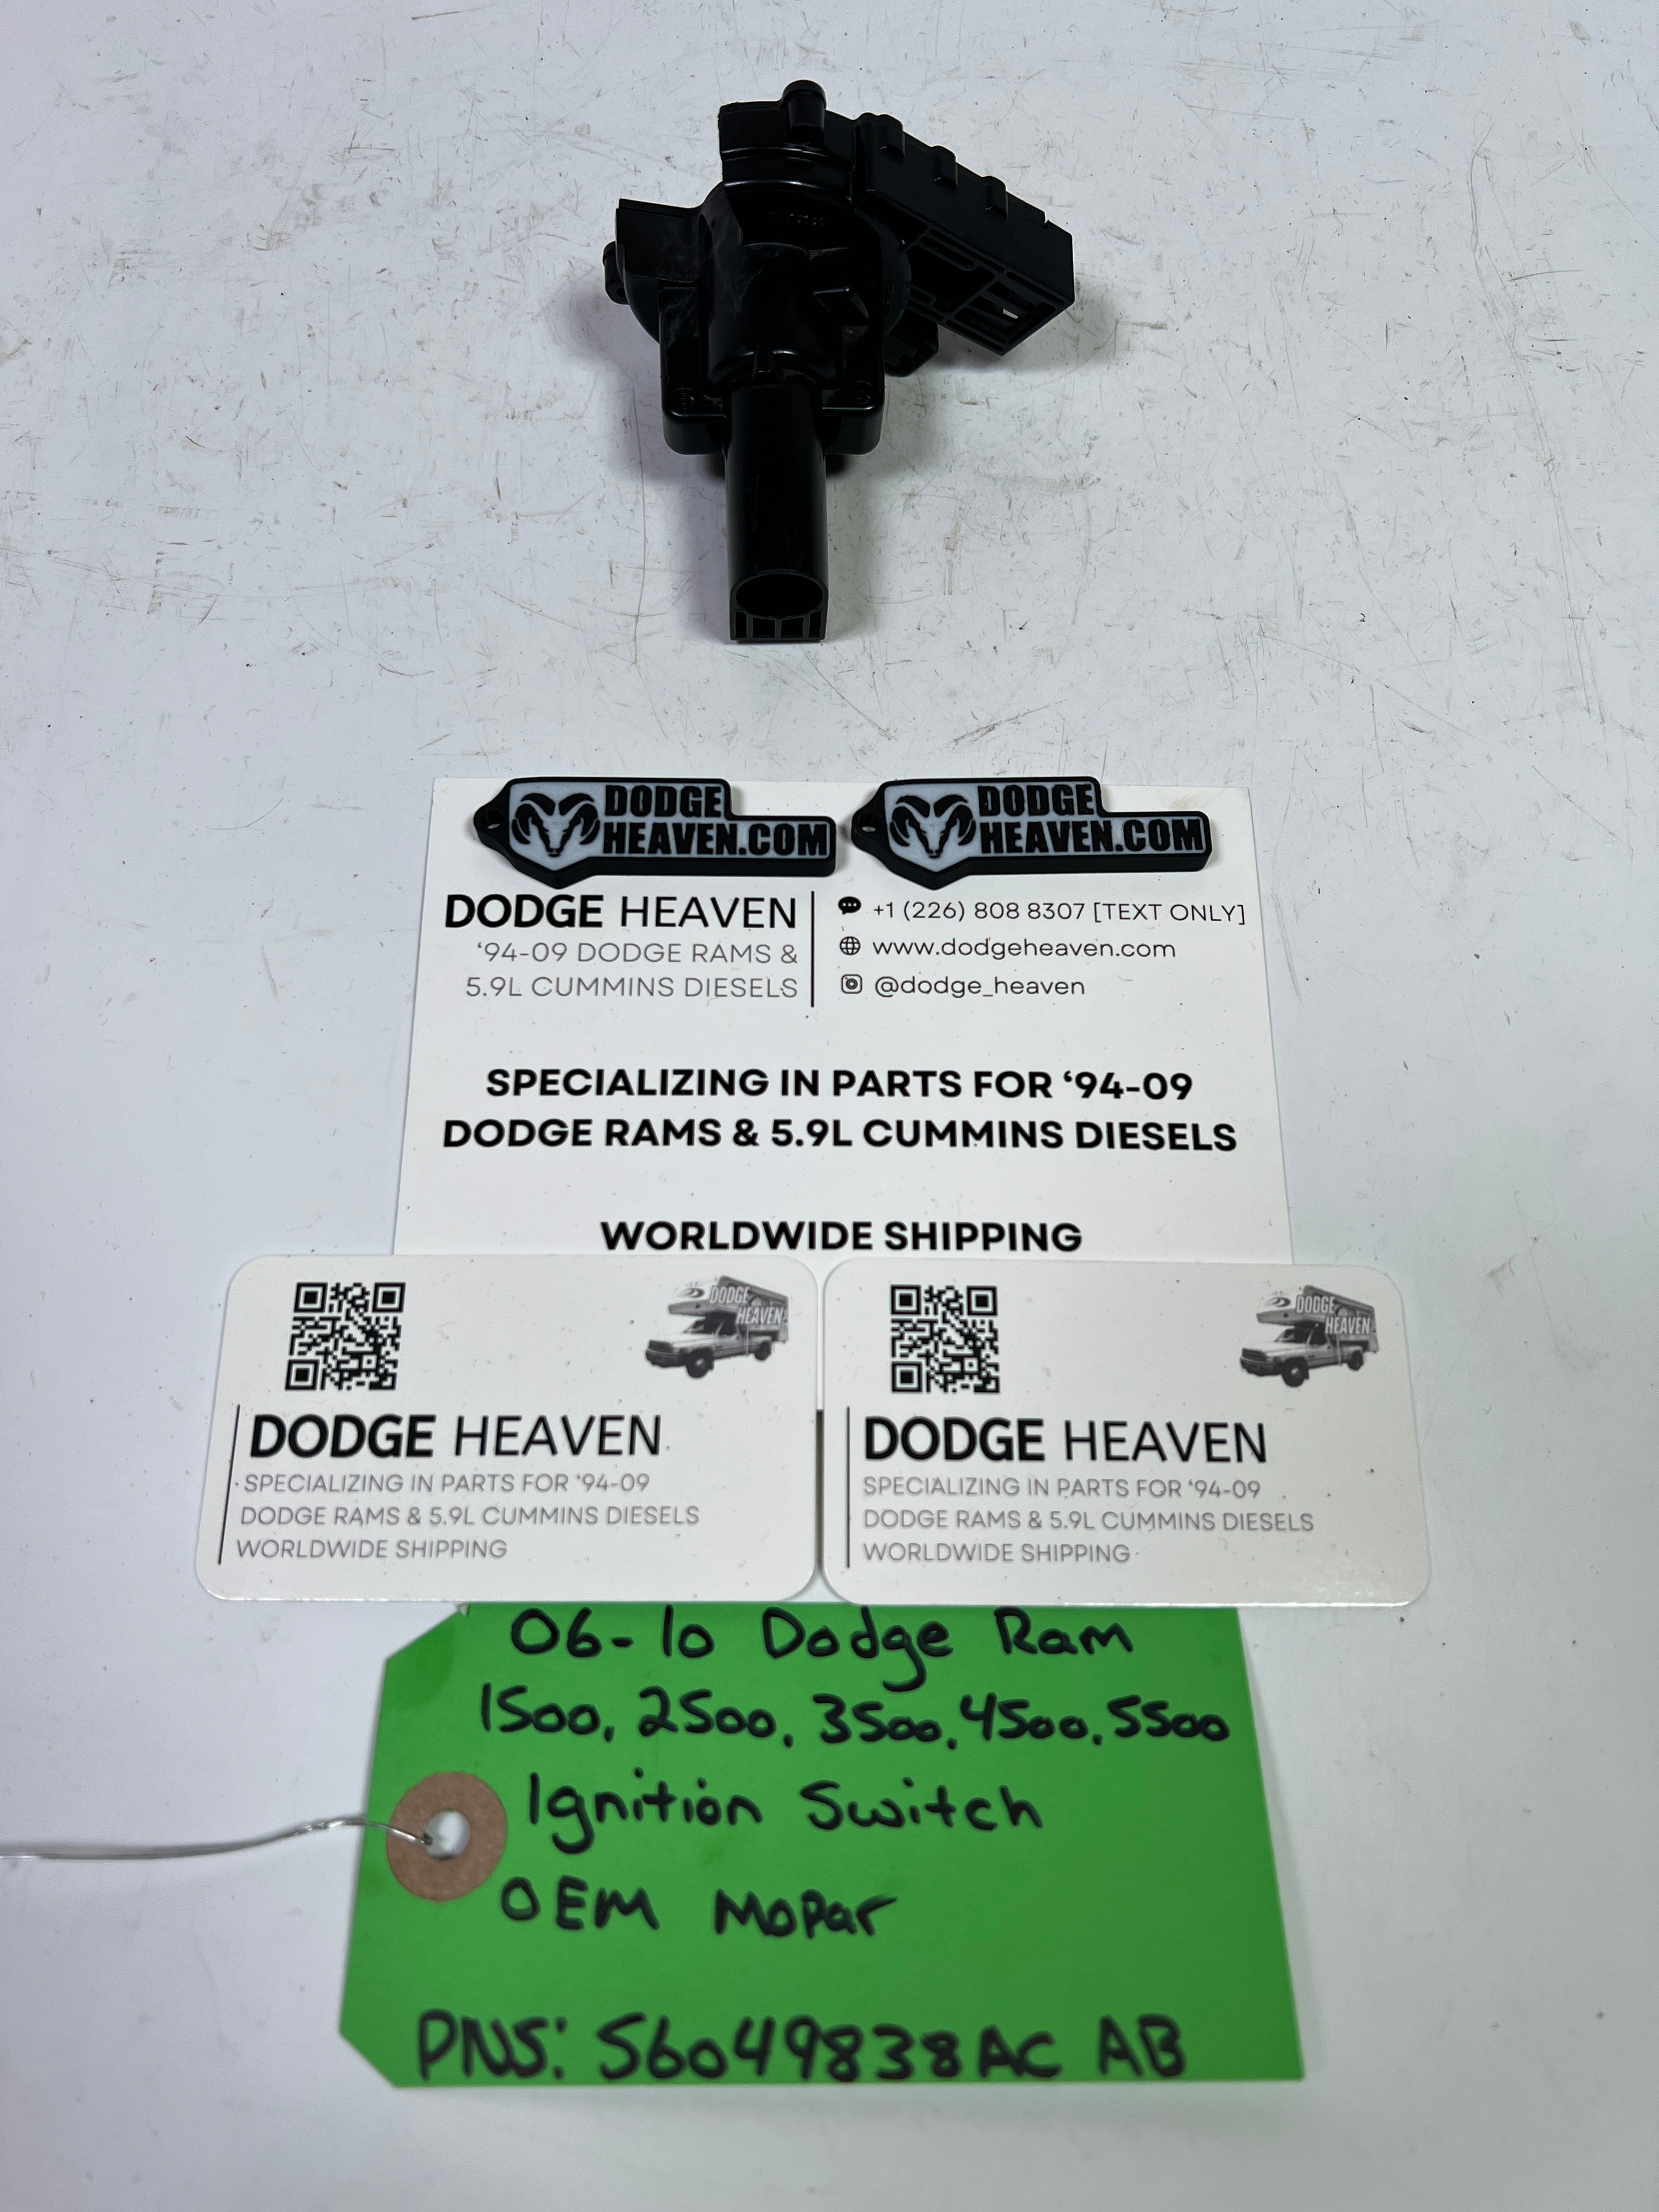 DODGE
HEAVEN.COM
DODGE
HEAVEN.COM
DODGE HEAVEN
‘94-09 DODGE RAMS &
5.9L CUMMINS DIESELS
+1 (226) 808 8307 [TEXT ONLY]
www.dodgeheaven.com
@dodge_heaven
SPECIALIZING IN PARTS FOR ‘94-09
DODGE RAMS & 5.9L CUMMINS DIESELS
WORLDWIDE SHIPPING
DODGE
HEAVEN
DODGE HEAVEN
SPECIALIZING IN PARTS FOR ‘94-09
DODGE RAMS & 5.9L CUMMINS DIESELS
WORLDWIDE SHIPPING
DODGE
HEAVEN
DODGE HEAVEN
SPECIALIZING IN PARTS FOR ‘94-09
DODGE RAMS & 5.9L CUMMINS DIESELS
WORLDWIDE SHIPPING
06-10 Dodge Ram
1500, 2500, 3500, 4500, 5500
Ignition Switch
OEM Mopar
PNS: 56049838AC AB